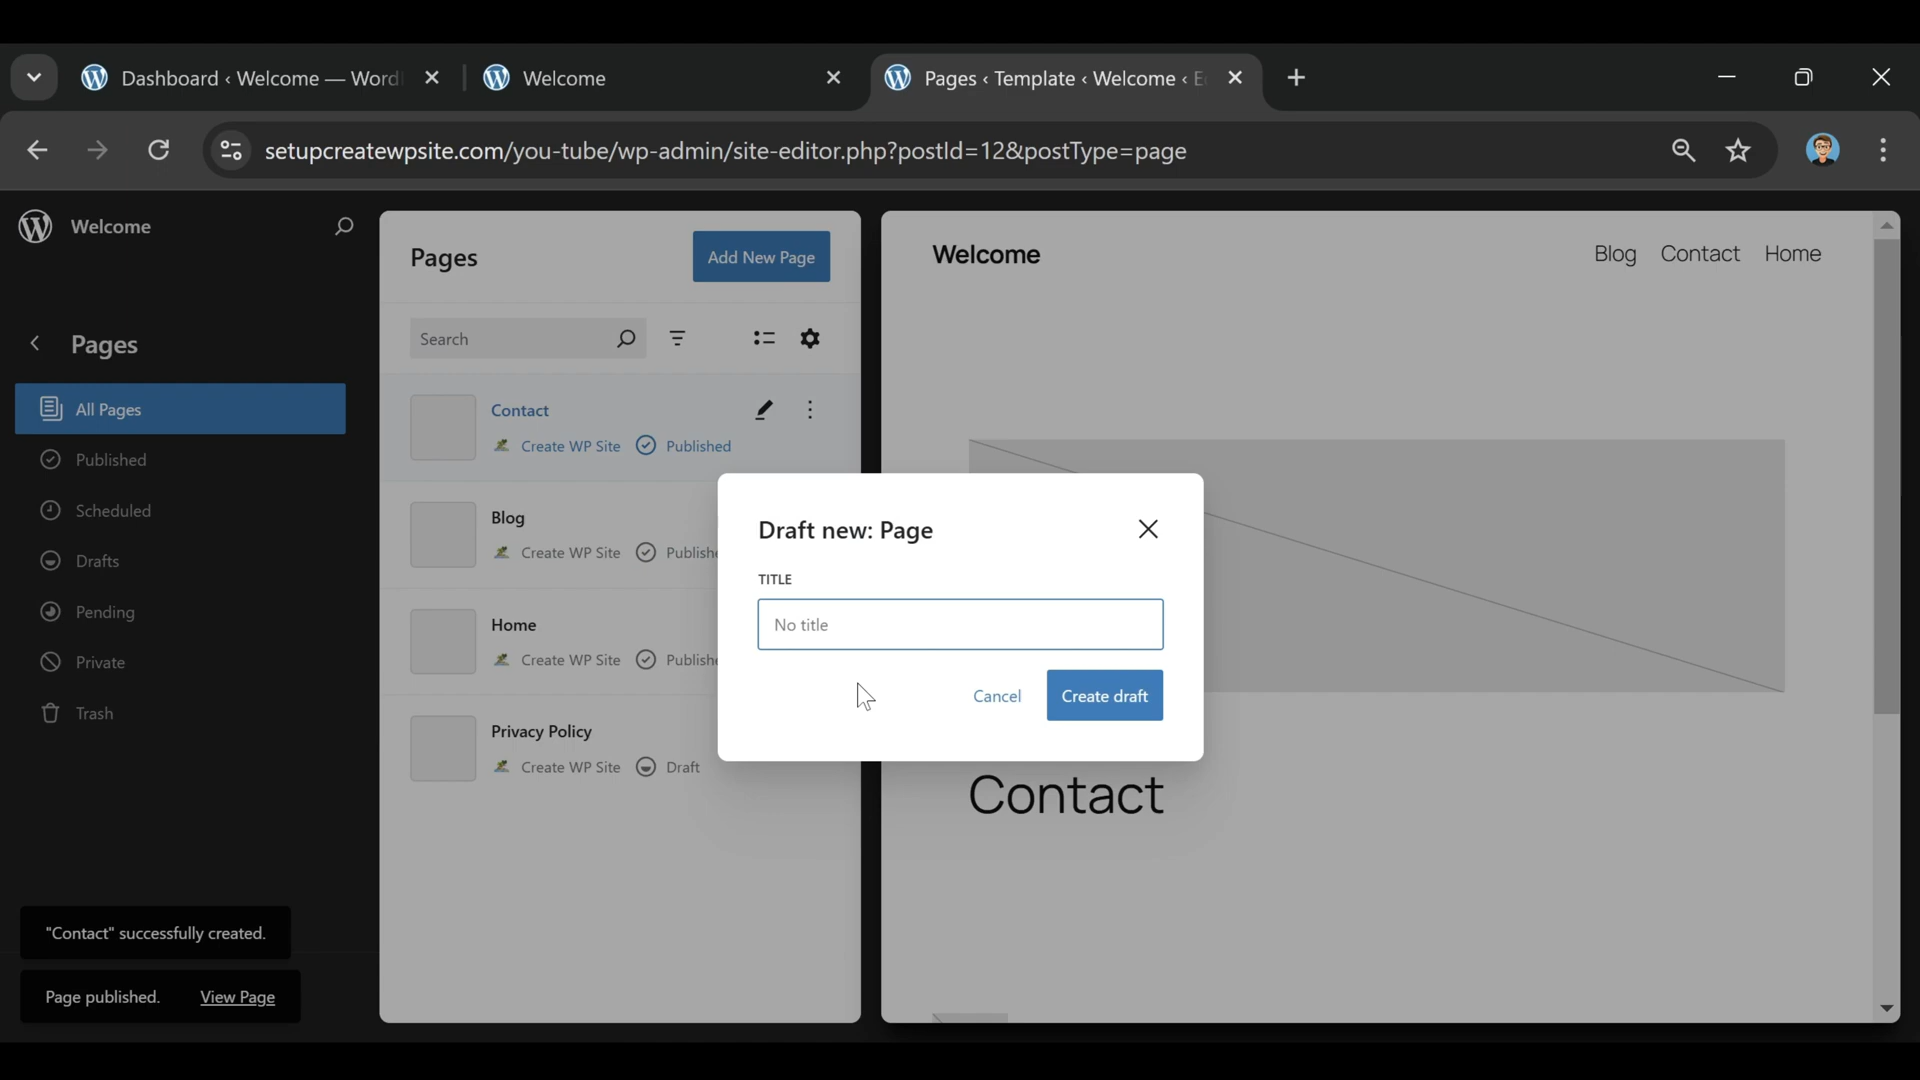 Dashboard ‹ Welcome — Word
Welcome
Pages ‹ Template ‹ Welcome ‹ E
setupcreatewpsite.com/you-tube/wp-admin/site-editor.php?postId=12&postType=page
Welcome
Pages
All Pages
Published
Scheduled
Drafts
Pending
Private
Trash
"Contact" successfully created.
Page published. View Page
Pages
Add New Page
Search
Contact
Create WP Site Published
Blog
Create WP Site Publishe
Home
Create WP Site Publishe
Privacy Policy
Create WP Site Draft
Draft new: Page
TITLE
No title
Cancel Create draft
Welcome
Blog Contact Home
Contact